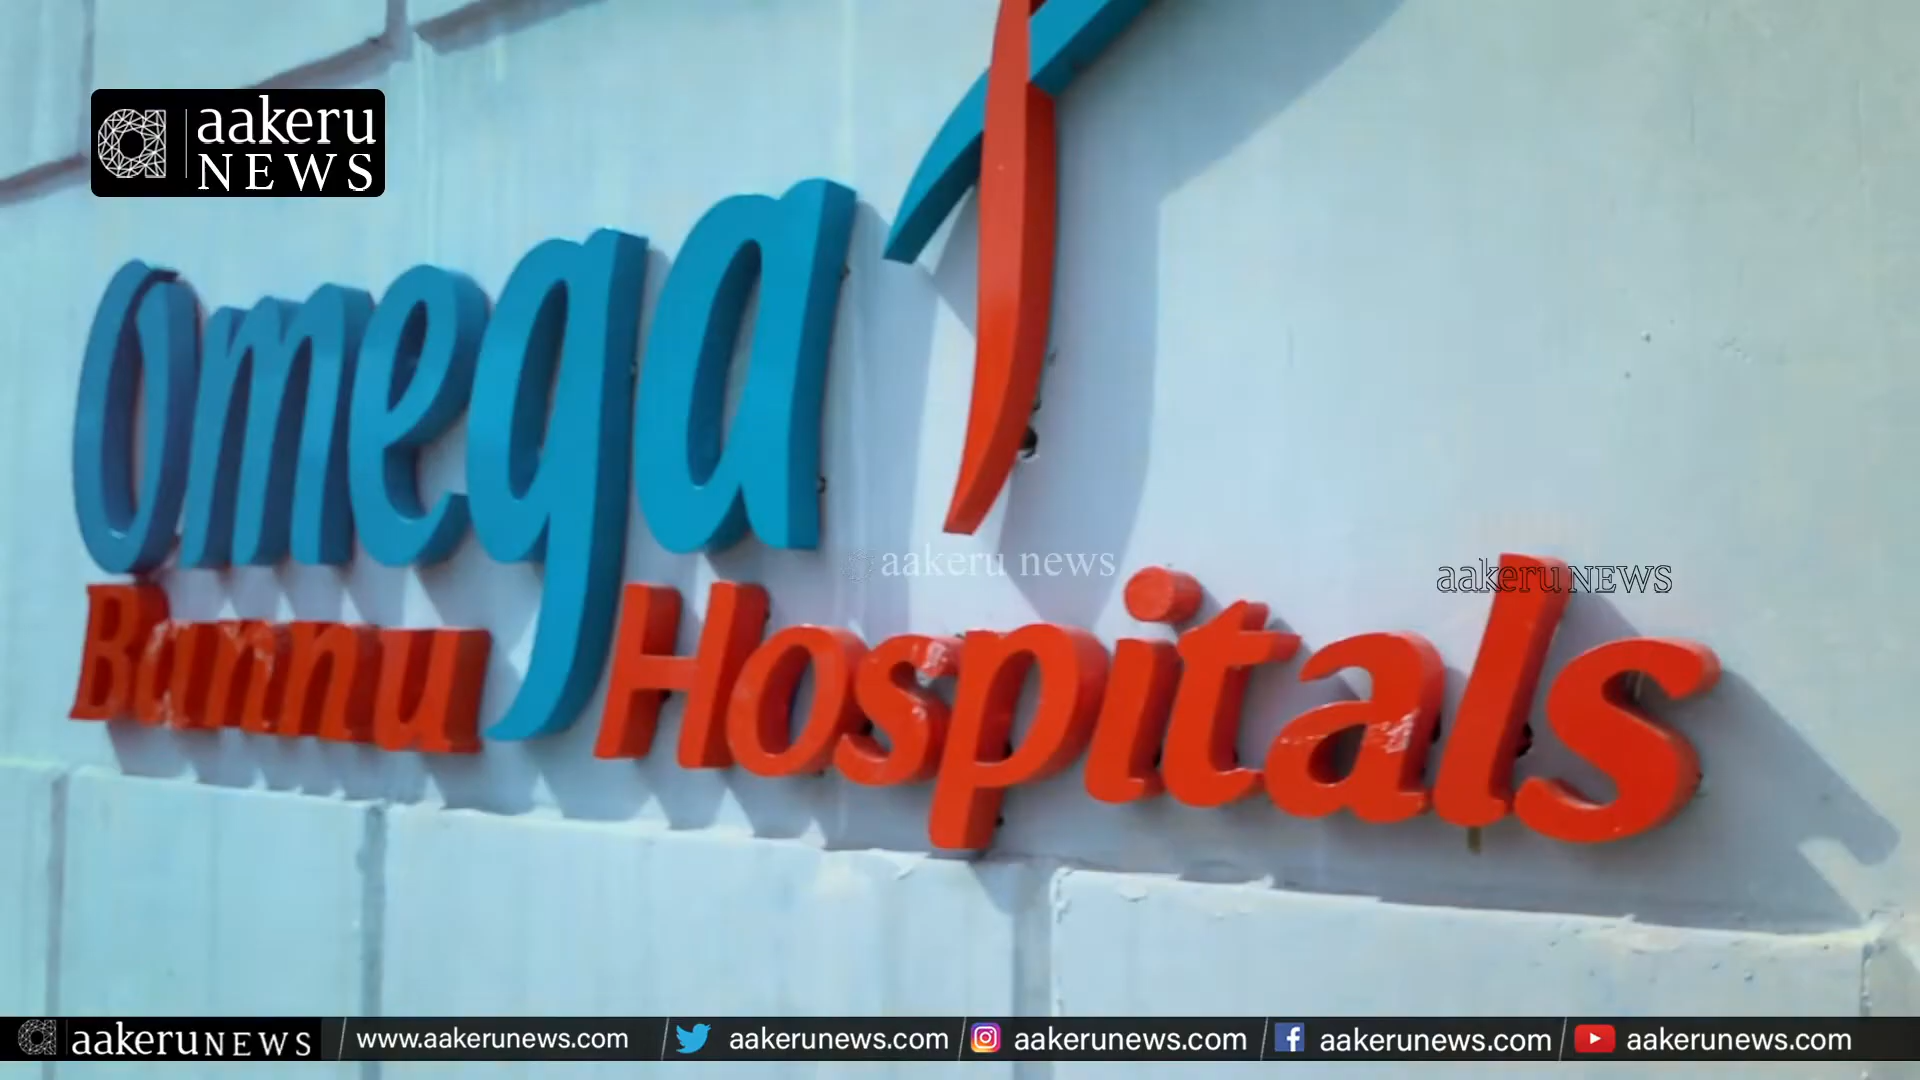 aakeru
NEWS
Omega
Bannu Hospitals
aakeru news
aakeru NEWS
aakeru NEWS
www.aakerunews.com
aakerunews.com
aakerunews.com
aakerunews.com
aakerunews.com